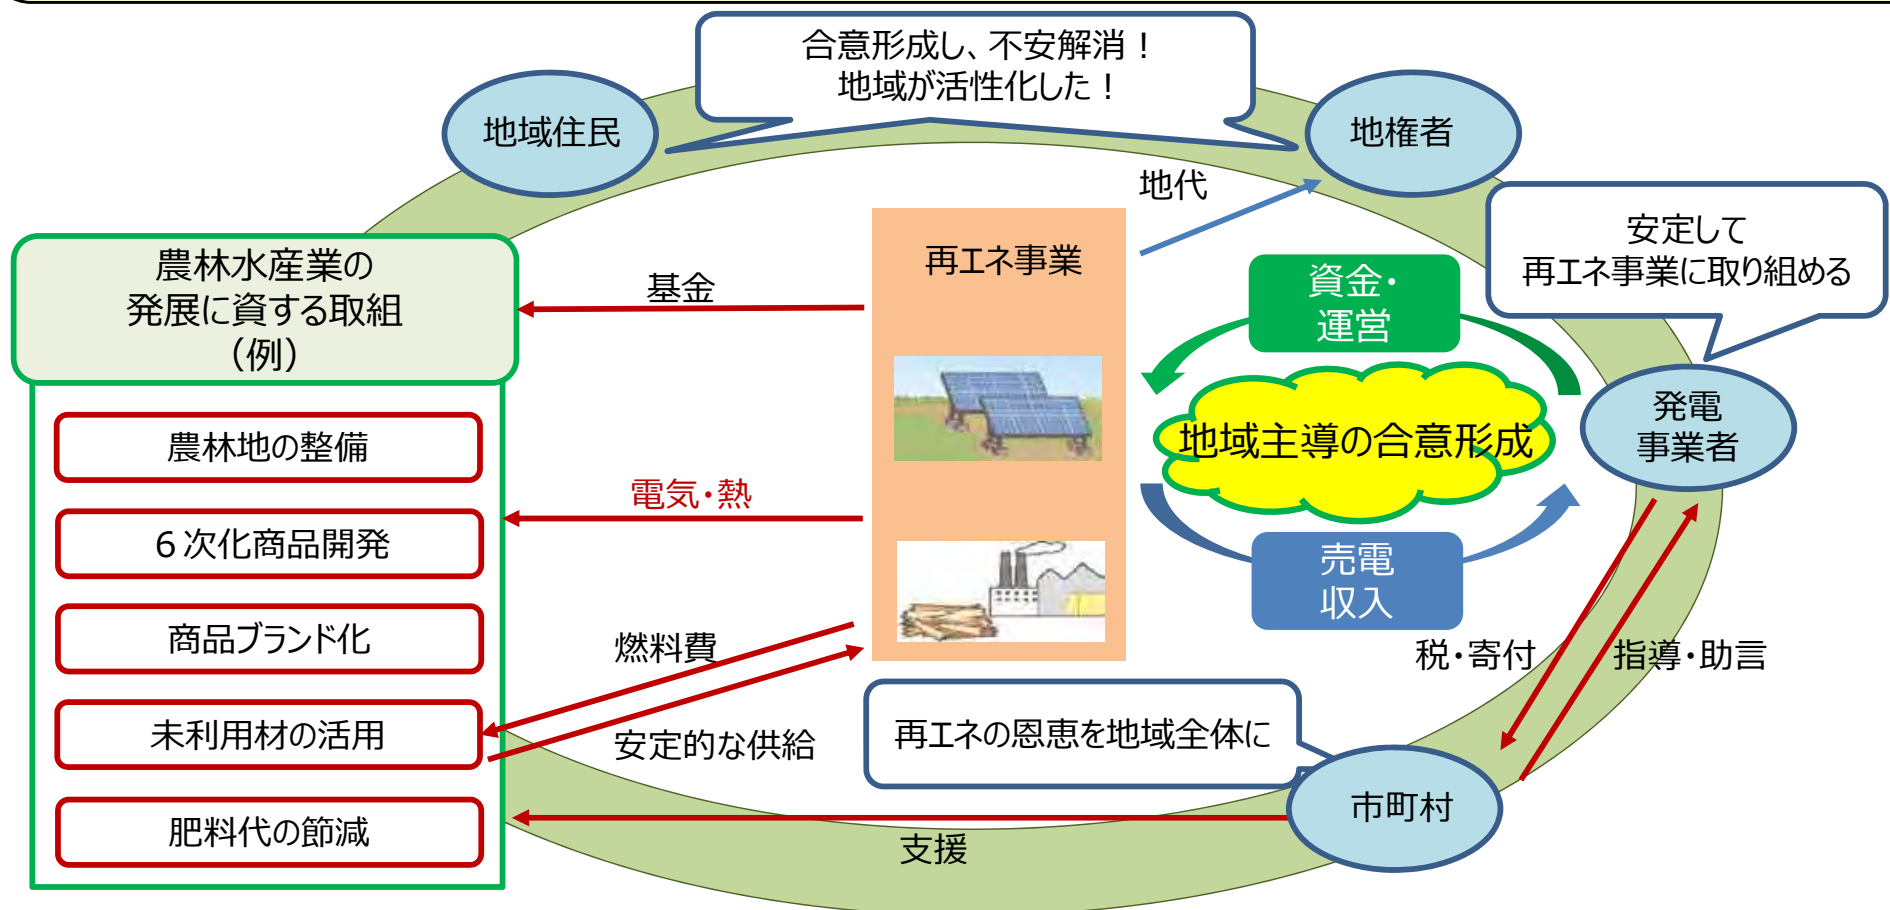 合意形成し、不安解消！
地域が活性化した！
地域住民
地権者
地代
安定して
再エネ事業に取り組める
農林水産業の
発展に資する取組
（例）
基金
再エネ事業
資金・
運営
地域主導の合意形成
発電
事業者
農林地の整備
電気・熱
６次化商品開発
売電
収入
商品ブランド化
燃料費
税・寄付
指導・助言
未利用材の活用
安定的な供給
再エネの恩恵を地域全体に
市町村
肥料代の節減
支援